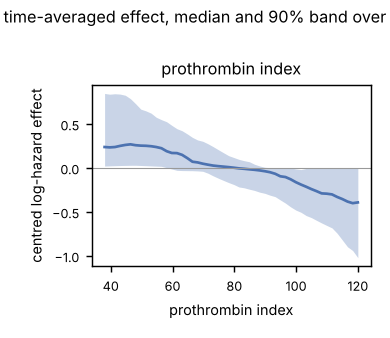 time-averaged effect, median and 90% band over
prothrombin index
centred log-hazard effect
0.5
0.0
−0.5
−1.0
40 60 80 100 120
prothrombin index